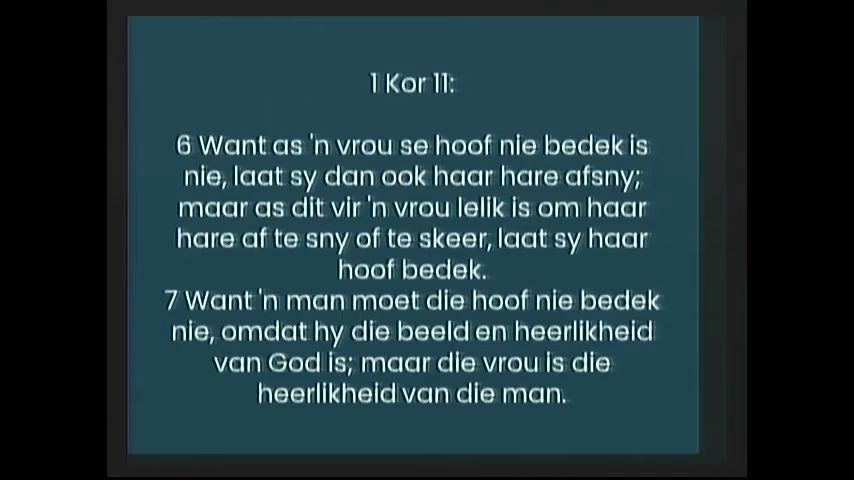 1 Kor 11:
6 Want as 'n vrou se hoof nie bedek is
nie, laat sy dan ook haar hare afsny;
maar as dit vir 'n vrou lelik is om haar
hare af te sny of te skeer, laat sy haar
hoof bedek.
7 Want 'n man moet die hoof nie bedek
nie, omdat hy die beeld en heerlikheid
van God is; maar die vrou is die
heerlikheid van die man.